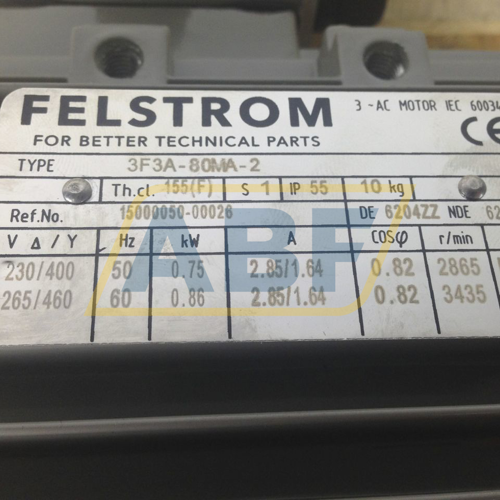 FELSTROM 3 ~AC MOTOR IEC 60034
FOR BETTER TECHNICAL PARTS CE
TYPE 3F3A-80MA-2
Th.cl. 155(F) S 1 IP 55 10 kg
Ref.No. 15000050-00026 DE 6204ZZ NDE 62
V Δ / Y Hz kW A COSφ r/min
230/400 50 0.75 2.85/1.64 0.82 2865
265/460 60 0.86 2.85/1.64 0.82 3435
ABF